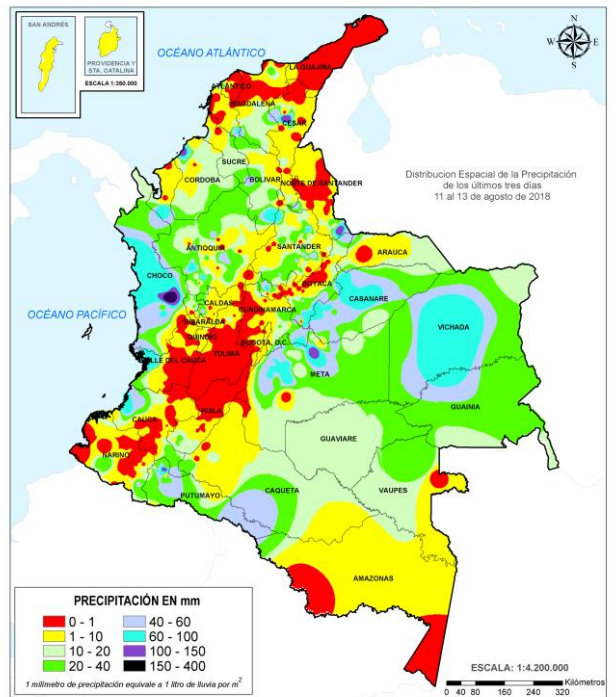 SAN ANDRÉS
PROVIDENCIA Y
STA. CATALINA
ESCALA 1:380.000
OCÉANO ATLÁNTICO
N
W
E
S
LA GUAJIRA
ATLÁNTICO
MAGDALENA
CESAR
SUCRE
CORDOBA
BOLIVAR
NORTE DE SANTANDER
Distribucion Espacial de la Precipitación
de los últimos tres días
11 al 13 de agosto de 2018
ANTIOQUIA
SANTANDER
ARAUCA
CHOCO
BOYACA
CASANARE
OCÉANO PACÍFICO
CALDAS
CUNDINAMARCA
RISARALDA
VICHADA
QUINDIO
BOGOTA, D.C.
TOLIMA
VALLE DEL CAUCA
META
GUAINIA
HUILA
CAUCA
GUAVIARE
NARIÑO
PUTUMAYO
CAQUETA
VAUPES
AMAZONAS
PRECIPITACIÓN EN mm
0 - 1
40 - 60
1 - 10
60 - 100
10 - 20
100 - 150
20 - 40
150 - 400
1 milímetro de precipitación equivale a 1 litro de lluvia por m²
ESCALA: 1:4.200.000
Kilómetros
0 40 80 160 240 320